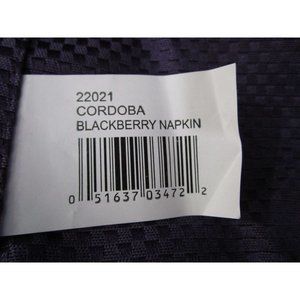 22021
CORDOBA
BLACKBERRY NAPKIN
0 51637 03472 2